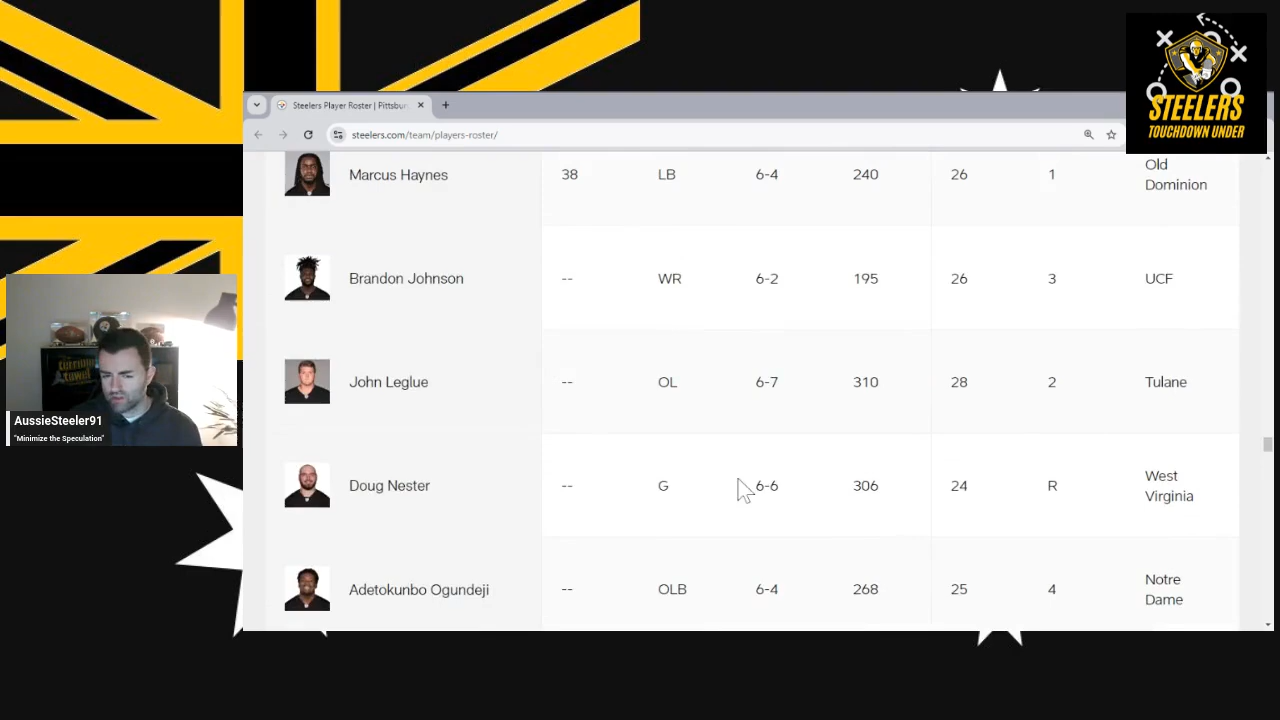 STEELERS
TOUCHDOWN UNDER
Steelers Player Roster | Pittsbur
steelers.com/team/players-roster/
Marcus Haynes 38 LB 6-4 240 26 1 Old Dominion
Brandon Johnson -- WR 6-2 195 26 3 UCF
John Leglue -- OL 6-7 310 28 2 Tulane
Doug Nester -- G 6-6 306 24 R West Virginia
Adetokunbo Ogundeji -- OLB 6-4 268 25 4 Notre Dame
AussieSteeler91
"Minimize the Speculation"